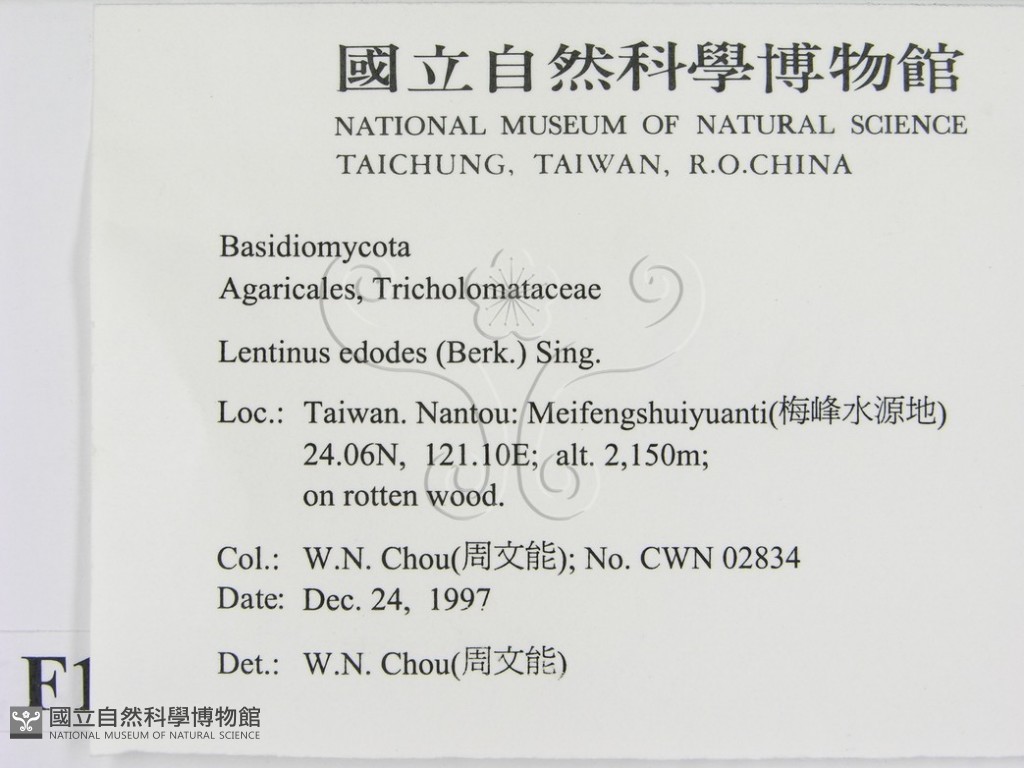 國立自然科學博物館
NATIONAL MUSEUM OF NATURAL SCIENCE
TAICHUNG, TAIWAN, R.O.CHINA
Basidiomycota
Agaricales, Tricholomataceae
Lentinus edodes (Berk.) Sing.
Loc.: Taiwan. Nantou: Meifengshuiyuanti(梅峰水源地)
24.06N, 121.10E; alt. 2,150m;
on rotten wood.
Col.: W.N. Chou(周文能); No. CWN 02834
Date: Dec. 24, 1997
Det.: W.N. Chou(周文能)
F1
國立自然科學博物館
NATIONAL MUSEUM OF NATURAL SCIENCE